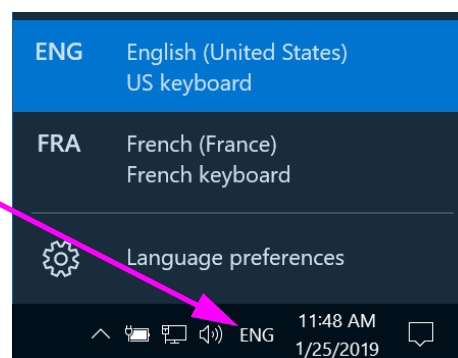 ENG English (United States)
US keyboard
FRA French (France)
French keyboard
Language preferences
ENG 11:48 AM
1/25/2019